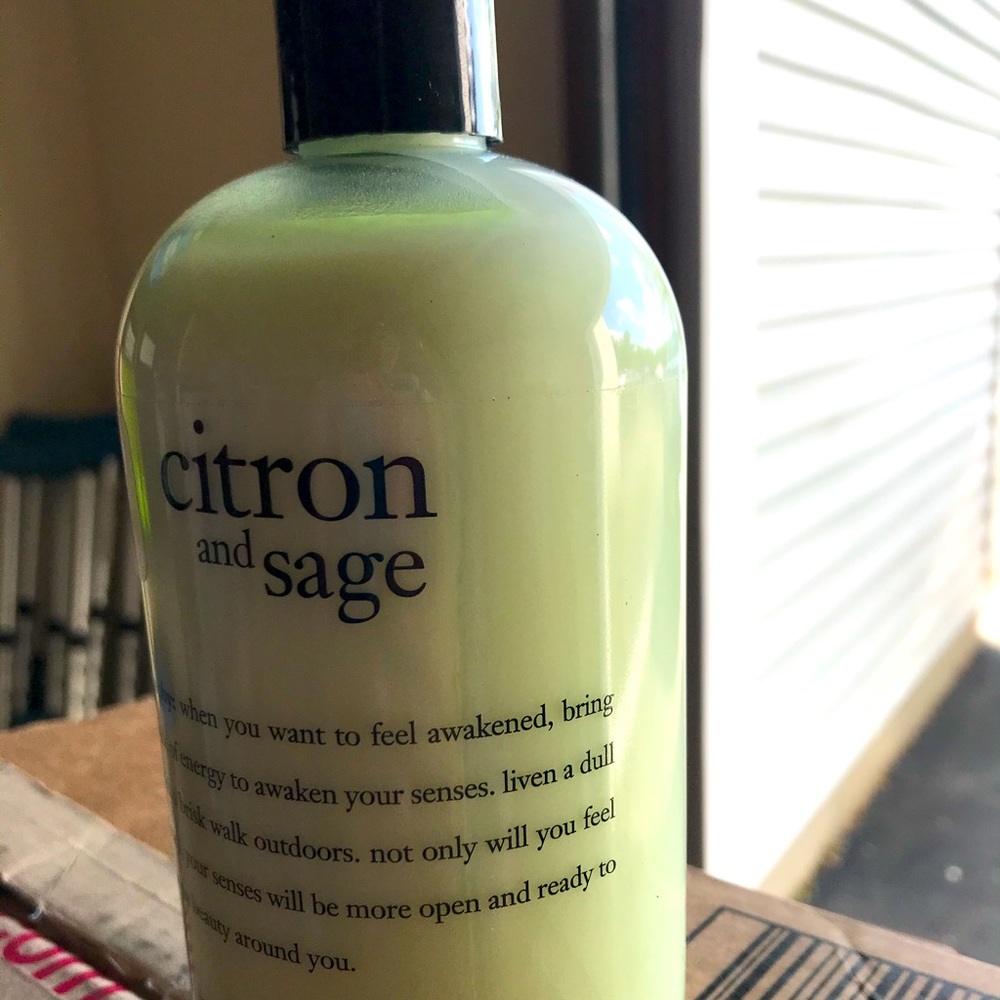 citron
and sage
when you want to feel awakened, bring
of energy to awaken your senses. liven a dull
brisk walk outdoors. not only will you feel
your senses will be more open and ready to
beauty around you.